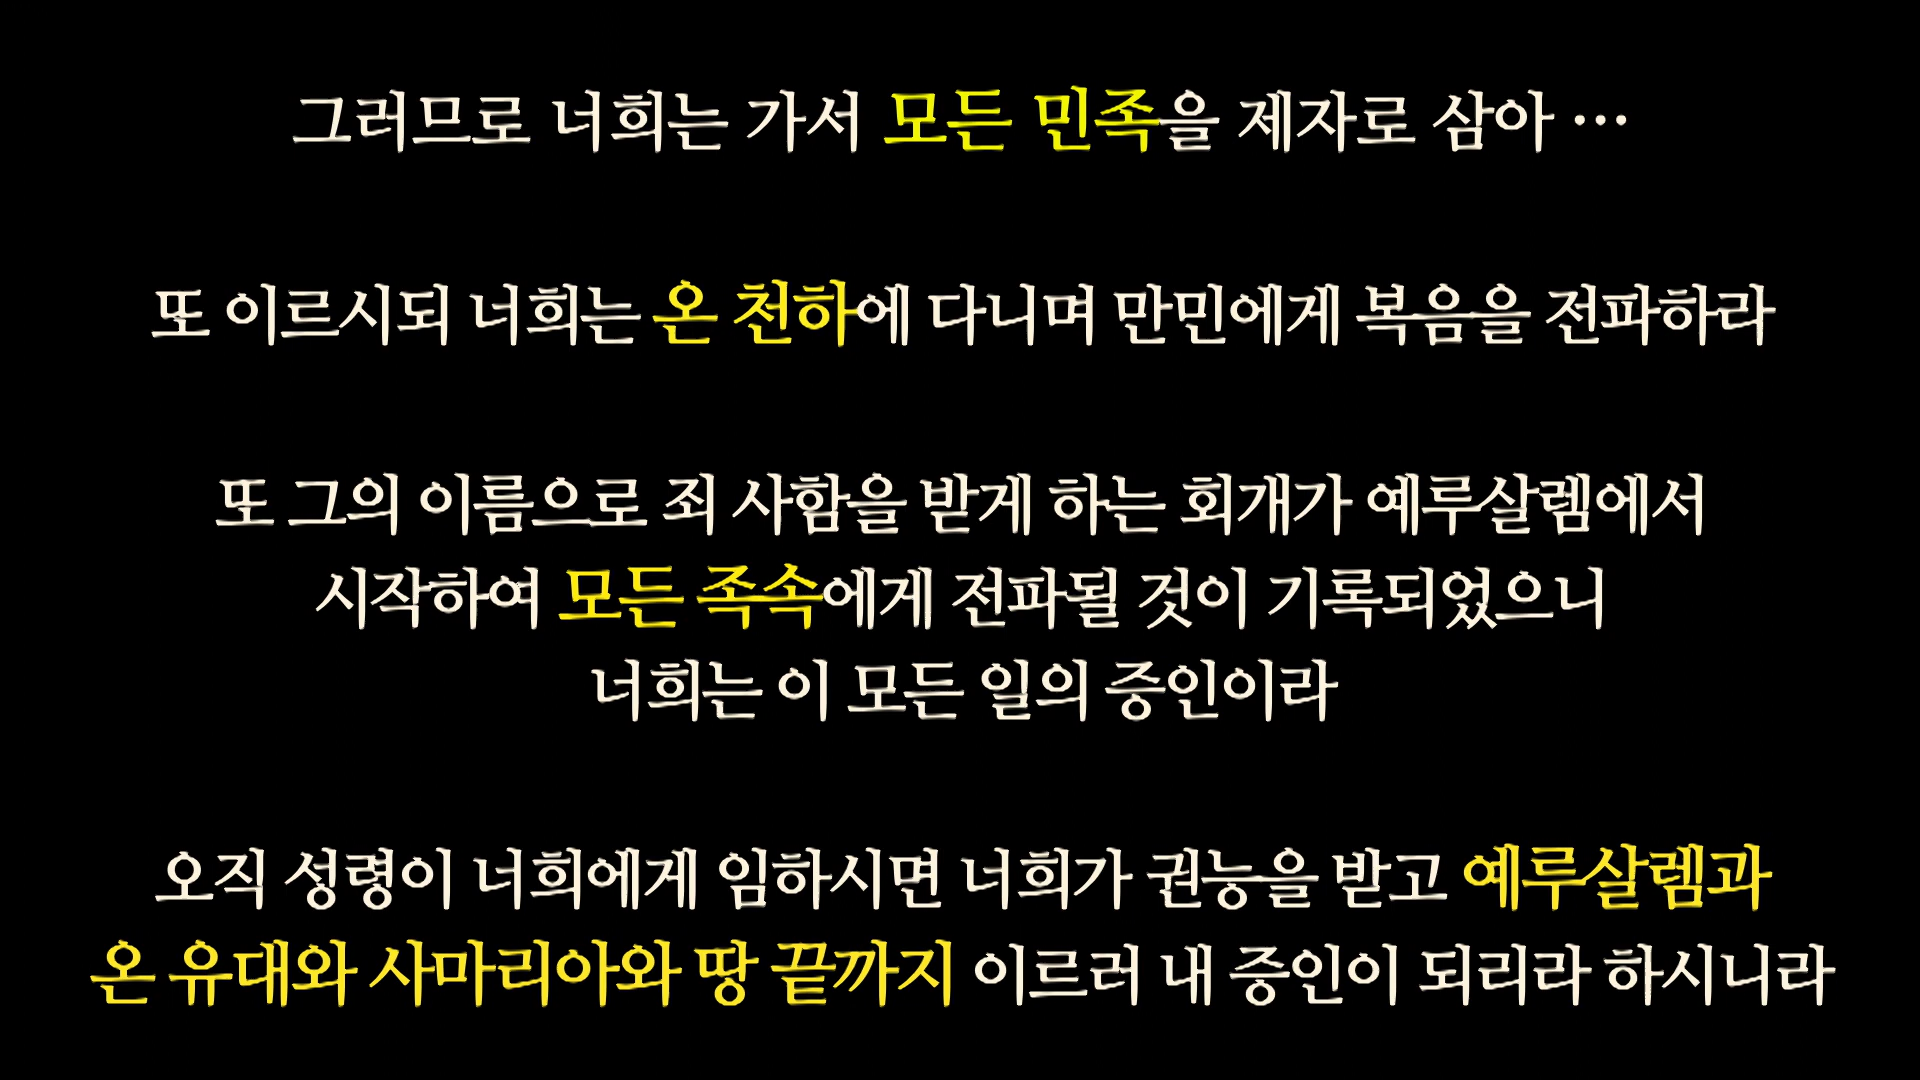 그러므로 너희는 가서 모든 민족을 제자로 삼아 …
또 이르시되 너희는 온 천하에 다니며 만민에게 복음을 전파하라
또 그의 이름으로 죄 사함을 받게 하는 회개가 예루살렘에서
시작하여 모든 족속에게 전파될 것이 기록되었으니
너희는 이 모든 일의 증인이라
오직 성령이 너희에게 임하시면 너희가 권능을 받고 예루살렘과
온 유대와 사마리아와 땅 끝까지 이르러 내 증인이 되리라 하시니라